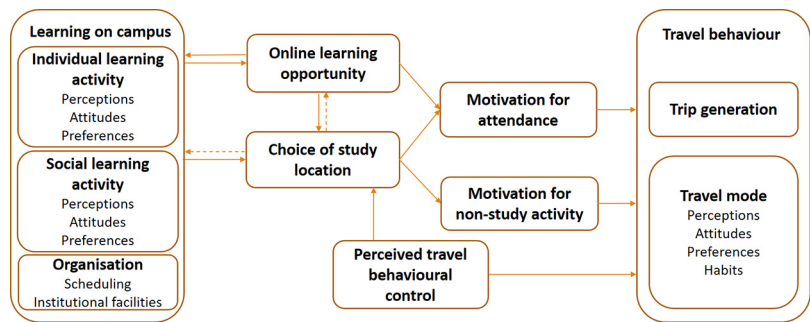 Learning on campus
Individual learning
activity
Perceptions
Attitudes
Preferences
Social learning
activity
Perceptions
Attitudes
Preferences
Organisation
Scheduling
Institutional facilities
Online learning
opportunity
Choice of study
location
Perceived travel
behavioural
control
Motivation for
attendance
Motivation for
non-study activity
Travel behaviour
Trip generation
Travel mode
Perceptions
Attitudes
Preferences
Habits